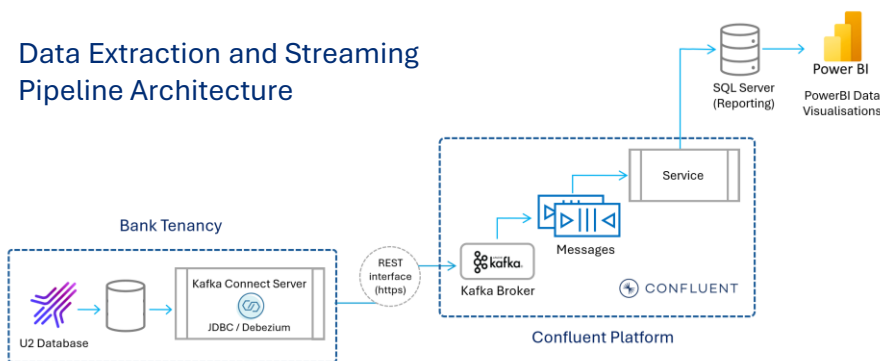 Data Extraction and Streaming
Pipeline Architecture
SQL Server
(Reporting)
Power BI
PowerBI Data
Visualisations
Service
Messages
kafka.
Kafka Broker
CONFLUENT
Confluent Platform
REST
interface
(https)
Bank Tenancy
Kafka Connect Server
JDBC / Debezium
U2 Database